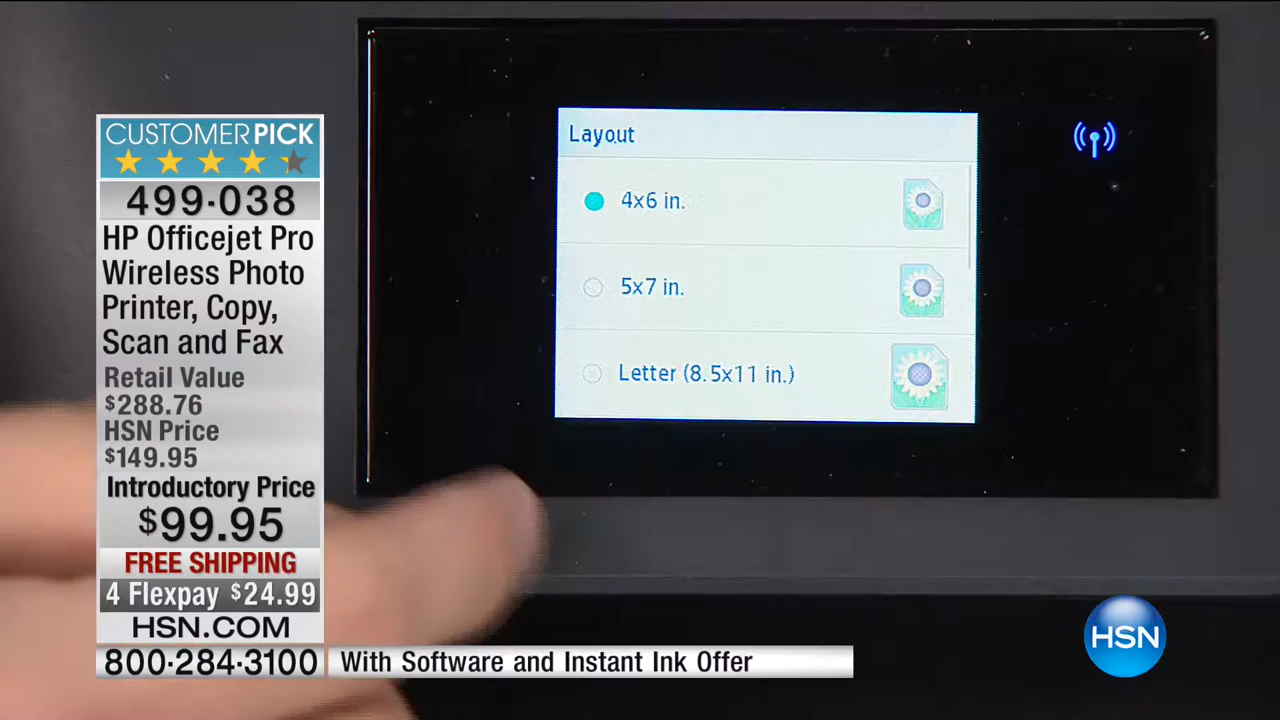 CUSTOMER PICK
499·038
HP Officejet Pro
Wireless Photo
Printer, Copy,
Scan and Fax
Retail Value
$288.76
HSN Price
$149.95
Introductory Price
$99.95
FREE SHIPPING
4 Flexpay $24.99
HSN.COM
800·284·3100
With Software and Instant Ink Offer
Layout
4x6 in.
5x7 in.
Letter (8.5x11 in.)
HSN